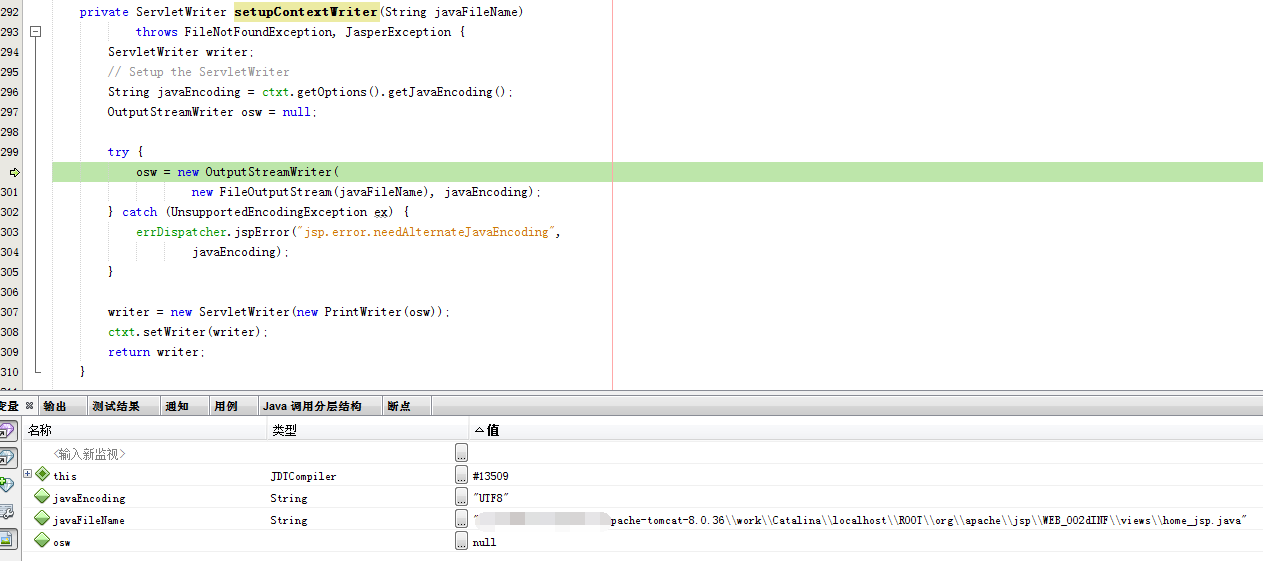 292 private ServletWriter setupContextWriter(String javaFileName)
293 throws FileNotFoundException, JasperException {
294 ServletWriter writer;
295 // Setup the ServletWriter
296 String javaEncoding = ctxt.getOptions().getJavaEncoding();
297 OutputStreamWriter osw = null;
298
299 try {
osw = new OutputStreamWriter(
301 new FileOutputStream(javaFileName), javaEncoding);
302 } catch (UnsupportedEncodingException ex) {
303 errDispatcher.jspError("jsp.error.needAlternateJavaEncoding",
304 javaEncoding);
305 }
306
307 writer = new ServletWriter(new PrintWriter(osw));
308 ctxt.setWriter(writer);
309 return writer;
310 }
变量 输出 测试结果 通知 用例 Java 调用分层结构 断点
名称 类型 值
<输入新监视> ...
this JDTCompiler ... #13509
javaEncoding String ... "UTF8"
javaFileName String ... " pache-tomcat-8.0.36\\work\\Catalina\\localhost\\ROOT\\org\\apache\\jsp\\WEB_002dINF\\views\\home_jsp.java"
osw ... null